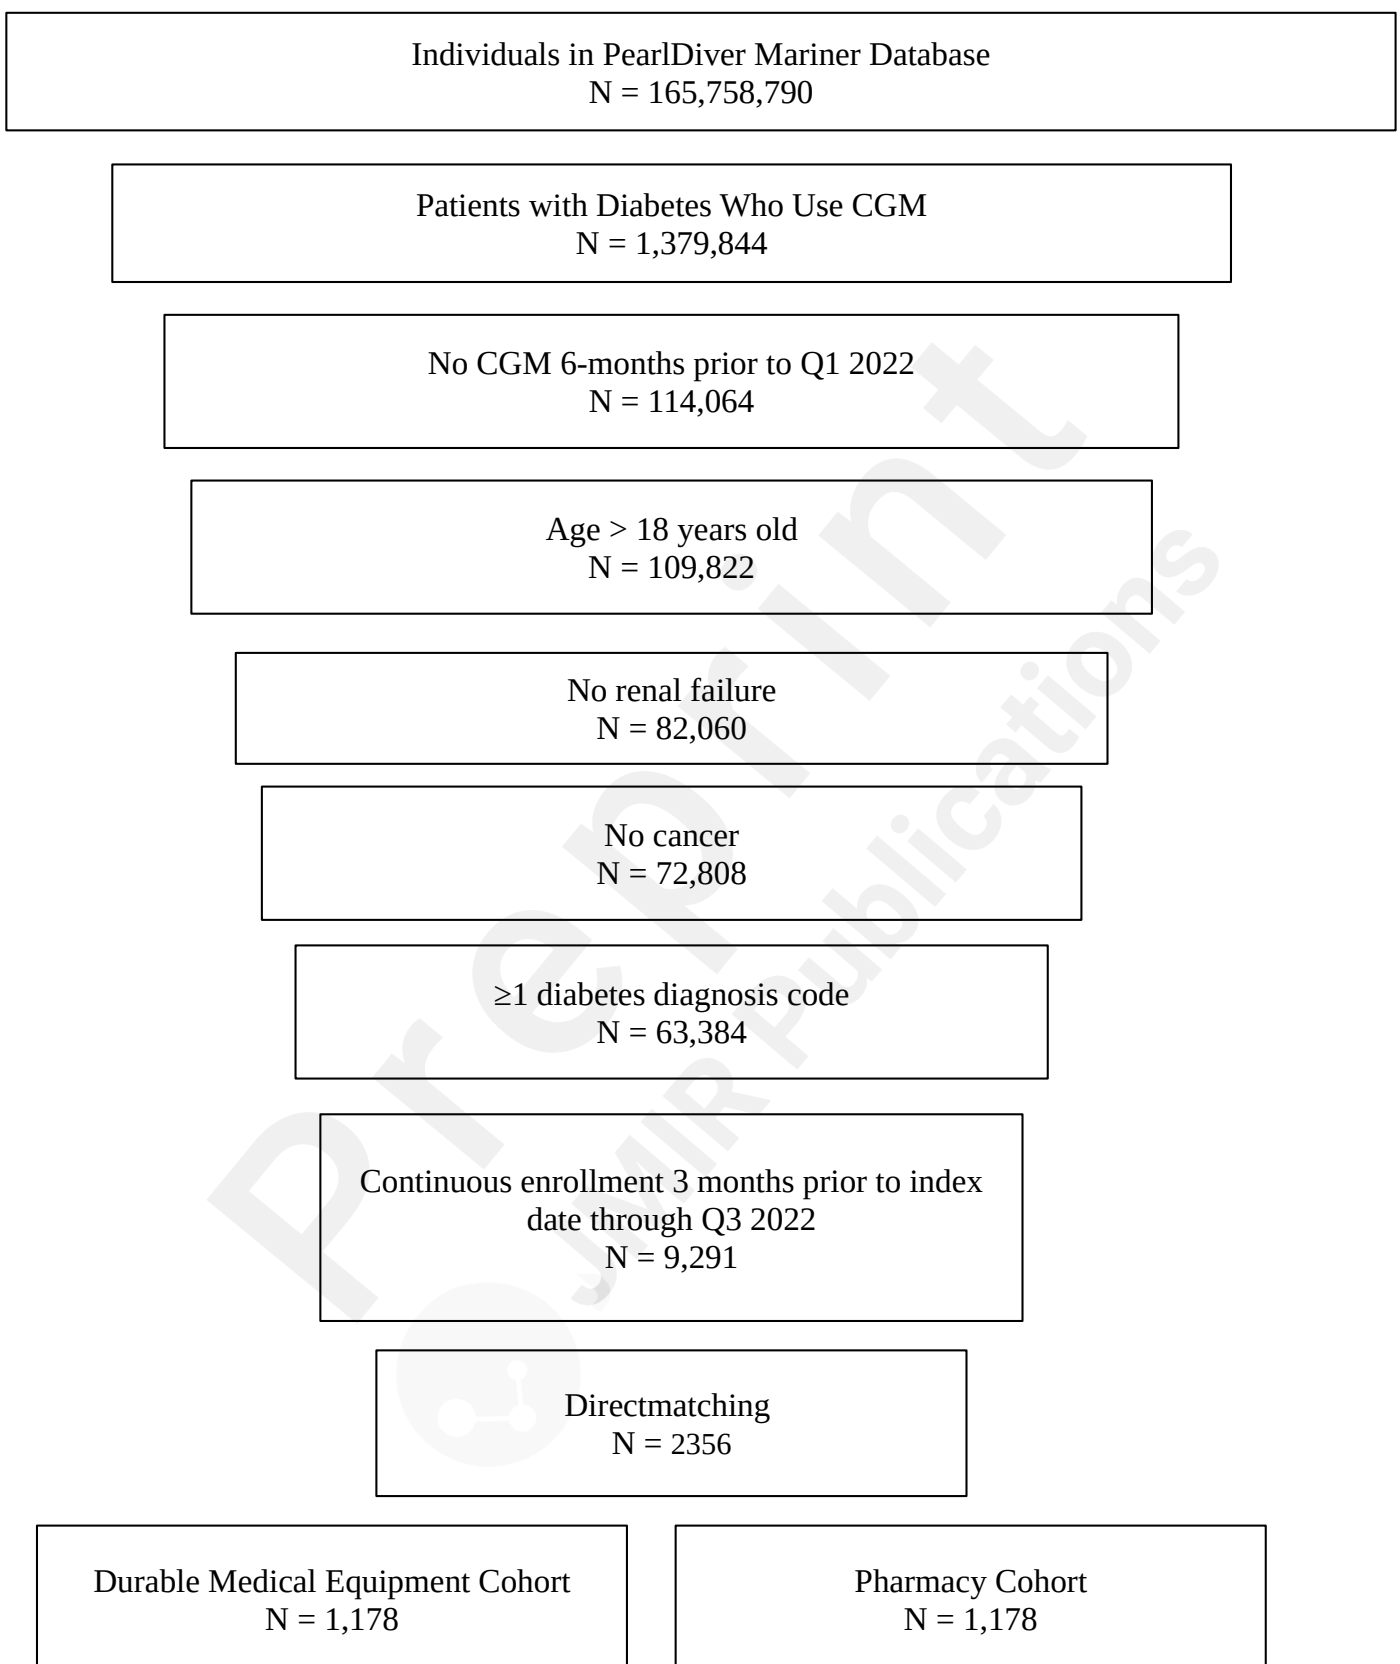 Individuals in PearlDiver Mariner Database
N = 165,758,790
Patients with Diabetes Who Use CGM
N = 1,379,844
No CGM 6-months prior to Q1 2022
N = 114,064
Age > 18 years old
N = 109,822
No renal failure
N = 82,060
No cancer
N = 72,808
≥1 diabetes diagnosis code
N = 63,384
Continuous enrollment 3 months prior to index
date through Q3 2022
N = 9,291
Directmatching
N = 2356
Durable Medical Equipment Cohort
N = 1,178
Pharmacy Cohort
N = 1,178
Preprint
JMIR Publications